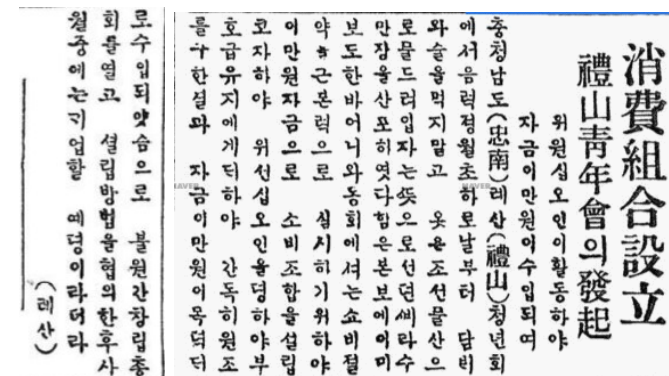 消費組合設立
禮山靑年會의發起
위원십오인이활동하야
자금이만원이수입되여
충청남도(忠南)례산(禮山)청년회
에서음력정월초하로날부터 담배
와술을먹지말고 옷은조선물산으
로물드려입자는뜻으로선뎐삐라수
만장을산포하엿다함은본보에이미
보도한바어니와동회에셔는쇼비졀
약을근본력으로 실시하기위하야
이만원자금으로 소비조합을설립
코자하야 위선십오인을뎡하야부
호급유지에게뎌하야 간독히원조
를 한결과 자금이만원어목뎍뎌
로수입되얏슴으로 불원간창립총
회를열고 셜립방법을협의한후사
월중에는기업할 예뎡이라더라
(례산)
NAVER
NAVER